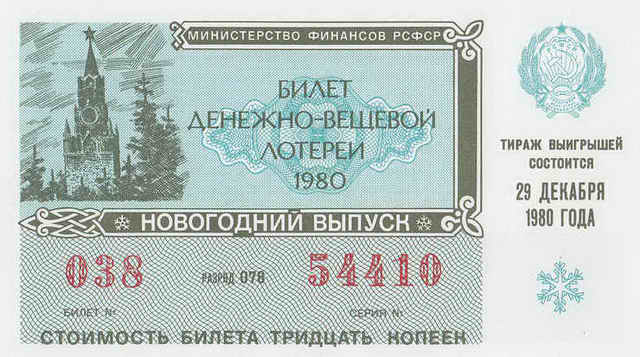 МИНИСТЕРСТВО ФИНАНСОВ РСФСР
БИЛЕТ
ДЕНЕЖНО-ВЕЩЕВОЙ
ЛОТЕРЕИ
1980
НОВОГОДНИЙ ВЫПУСК
ТИРАЖ ВЫИГРЫШЕЙ
СОСТОИТСЯ
29 ДЕКАБРЯ
1980 ГОДА
038 РАЗРЯД 078 54410
БИЛЕТ № СЕРИЯ №
СТОИМОСТЬ БИЛЕТА ТРИДЦАТЬ КОПЕЕК